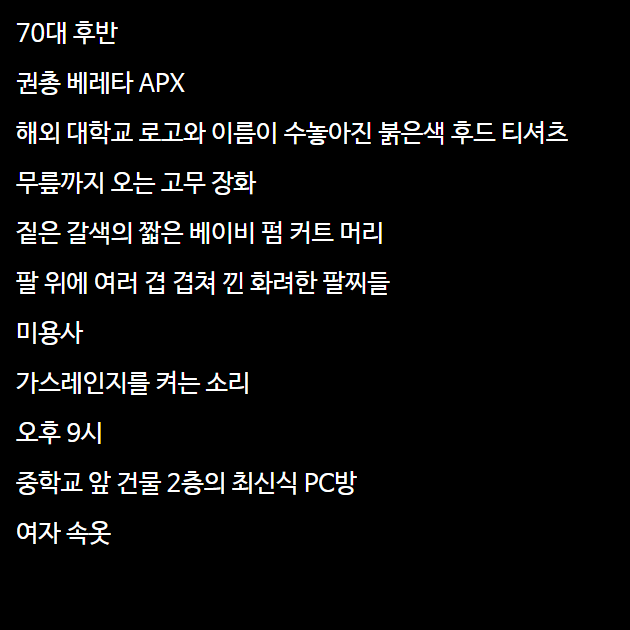 70대 후반
권총 베레타 APX
해외 대학교 로고와 이름이 수놓아진 붉은색 후드 티셔츠
무릎까지 오는 고무 장화
짙은 갈색의 짧은 베이비 펌 커트 머리
팔 위에 여러 겹 겹쳐 낀 화려한 팔찌들
미용사
가스레인지를 켜는 소리
오후 9시
중학교 앞 건물 2층의 최신식 PC방
여자 속옷